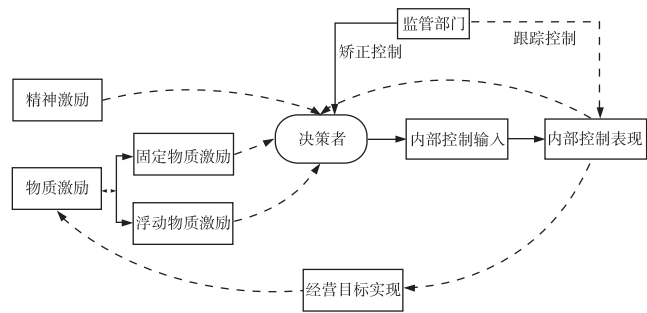 监管部门
跟踪控制
矫正控制
精神激励
决策者
内部控制输入
内部控制表现
固定物质激励
物质激励
浮动物质激励
经营目标实现